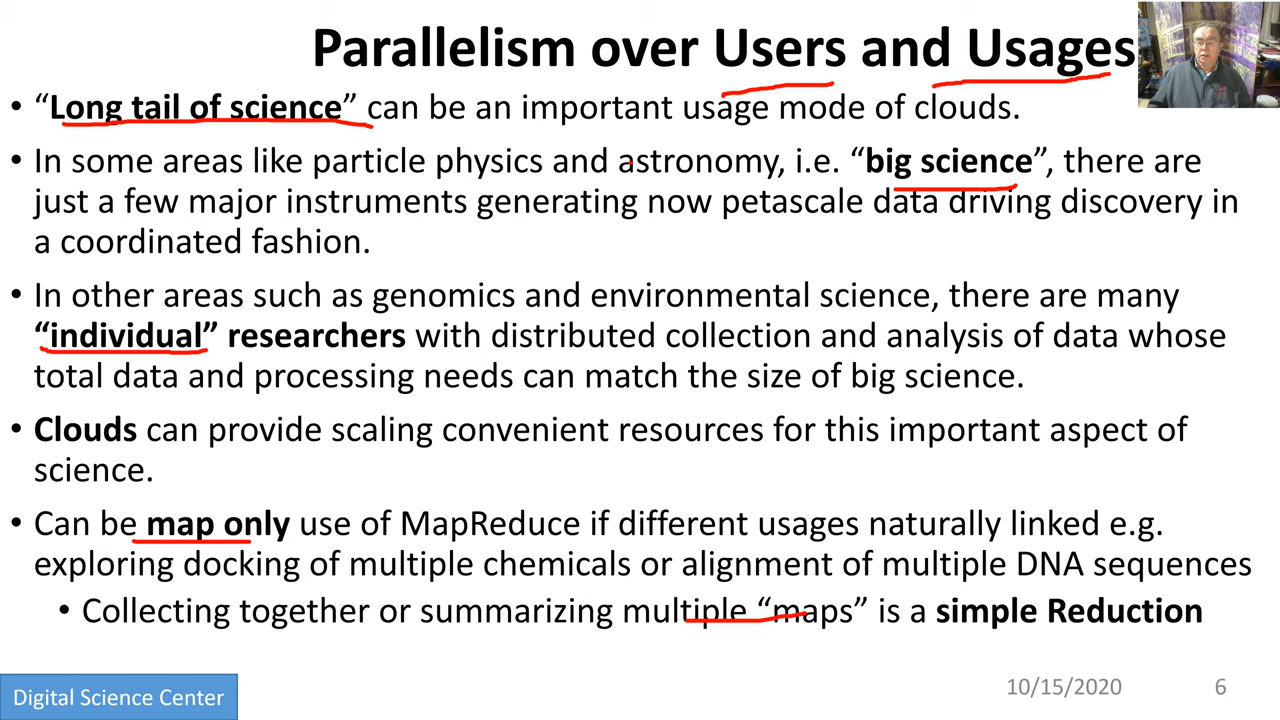 Parallelism over Users and Usages
• “Long tail of science” can be an important usage mode of clouds.
• In some areas like particle physics and astronomy, i.e. “big science”, there are
just a few major instruments generating now petascale data driving discovery in
a coordinated fashion.
• In other areas such as genomics and environmental science, there are many
“individual” researchers with distributed collection and analysis of data whose
total data and processing needs can match the size of big science.
• Clouds can provide scaling convenient resources for this important aspect of
science.
• Can be map only use of MapReduce if different usages naturally linked e.g.
exploring docking of multiple chemicals or alignment of multiple DNA sequences
• Collecting together or summarizing multiple “maps” is a simple Reduction
Digital Science Center
10/15/2020
6